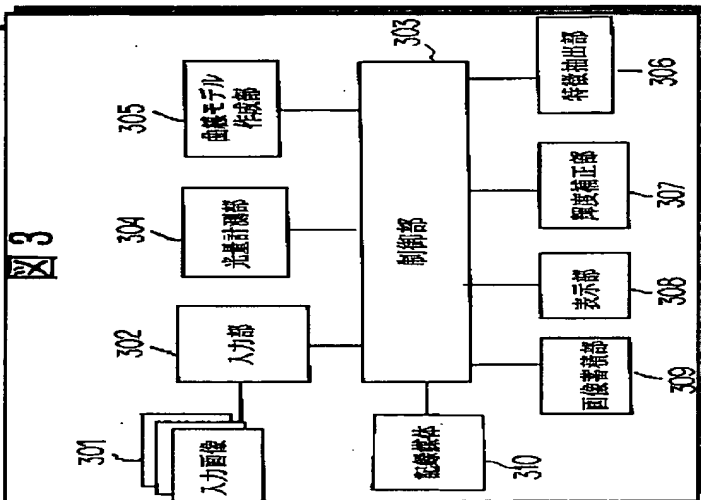 図 3
301
入力画像
302
入力部
304
光量計測部
305
曲線モデル
作成部
303
制御部
310
記録媒体
309
画像蓄積部
308
表示部
307
輝度補正部
306
特徴抽出部